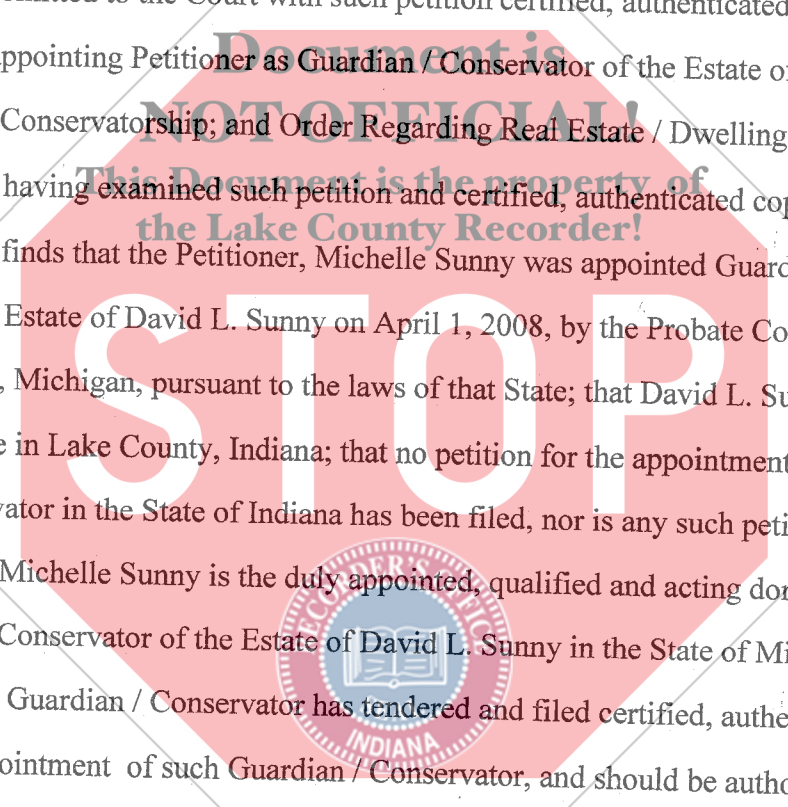 mitted to the Court with such petition certified, authenticated
ppointing Petitioner as Guardian / Conservator of the Estate o
Conservatorship; and Order Regarding Real Estate / Dwelling
having examined such petition and certified, authenticated cop
finds that the Petitioner, Michelle Sunny was appointed Guard
Estate of David L. Sunny on April 1, 2008, by the Probate Co
, Michigan, pursuant to the laws of that State; that David L. Su
e in Lake County, Indiana; that no petition for the appointment
vator in the State of Indiana has been filed, nor is any such peti
Michelle Sunny is the duly appointed, qualified and acting dom
Conservator of the Estate of David L. Sunny in the State of Mi
Guardian / Conservator has tendered and filed certified, authe
ointment of such Guardian / Conservator, and should be autho
Document is
NOT OFFICIAL!
This Document is the property of
the Lake County Recorder!
STOP
RECORDER'S OFFICE
INDIANA